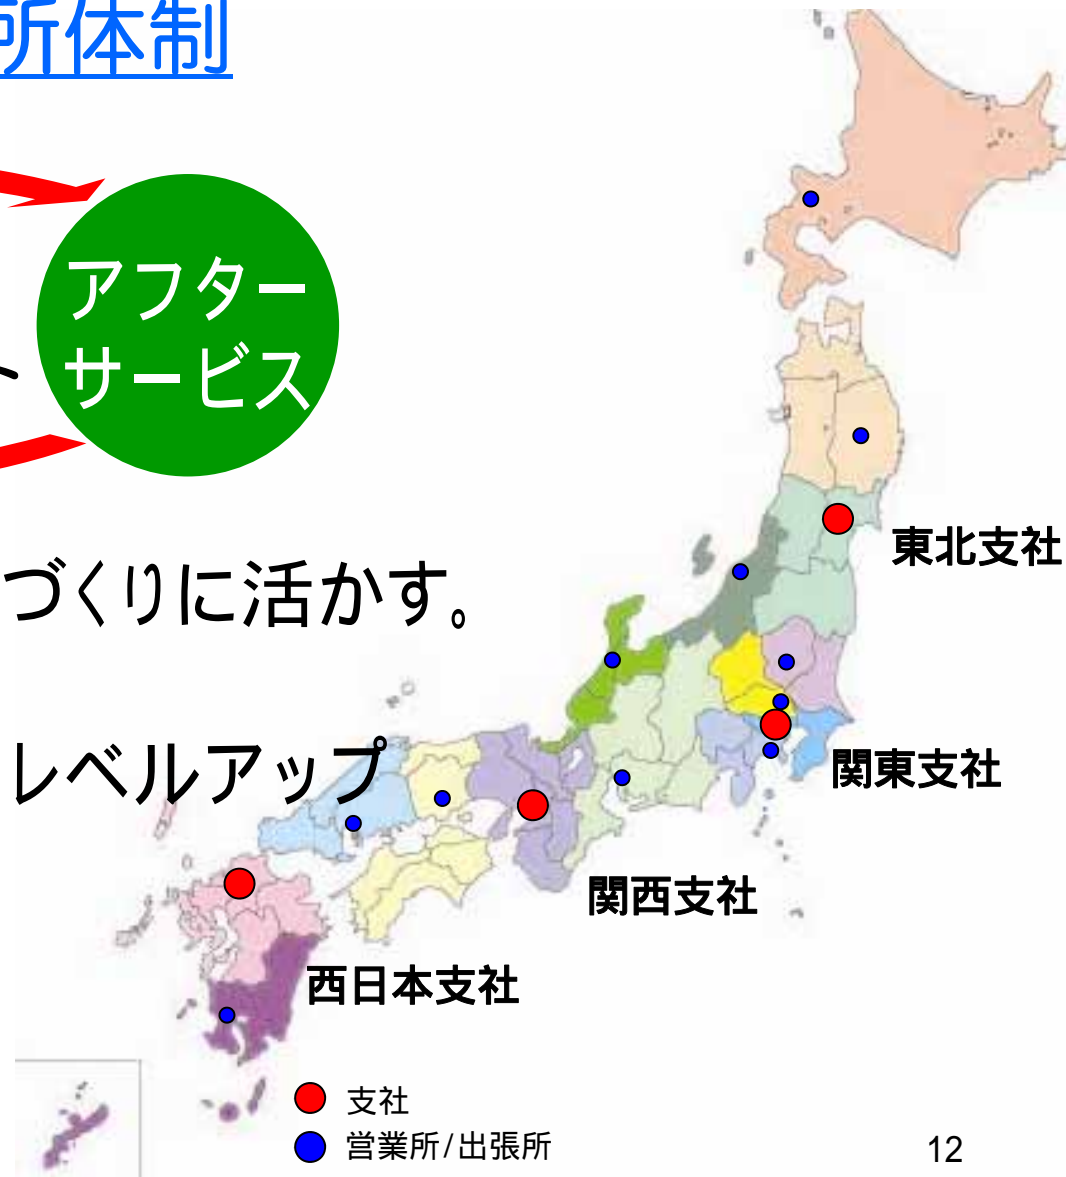 所体制
アフター
サービス
ト
づくりに活かす。
レベルアップ
東北支社
関東支社
関西支社
西日本支社
支社
営業所/出張所
12